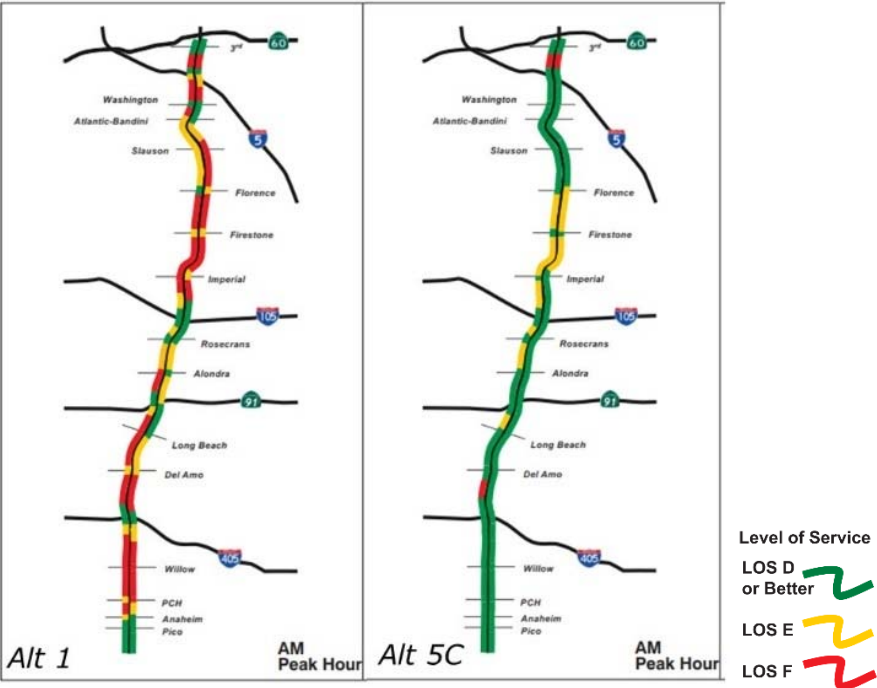 3rd
60
Washington
Atlantic-Bandini
5
Slauson
Florence
Firestone
Imperial
105
Rosecrans
Alondra
91
Long Beach
Del Amo
405
Willow
PCH
Anaheim
Pico
Alt 1
AM
Peak Hour
3rd
60
Washington
Atlantic-Bandini
5
Slauson
Florence
Firestone
Imperial
105
Rosecrans
Alondra
91
Long Beach
Del Amo
405
Willow
PCH
Anaheim
Pico
Alt 5C
AM
Peak Hour
Level of Service
LOS D
or Better
LOS E
LOS F